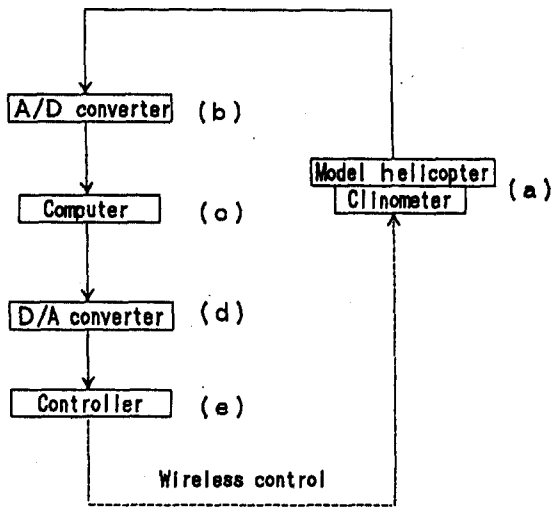 A/D converter (b)
Model helicopter
Clinometer (a)
Computer (c)
D/A converter (d)
Controller (e)
Wireless control